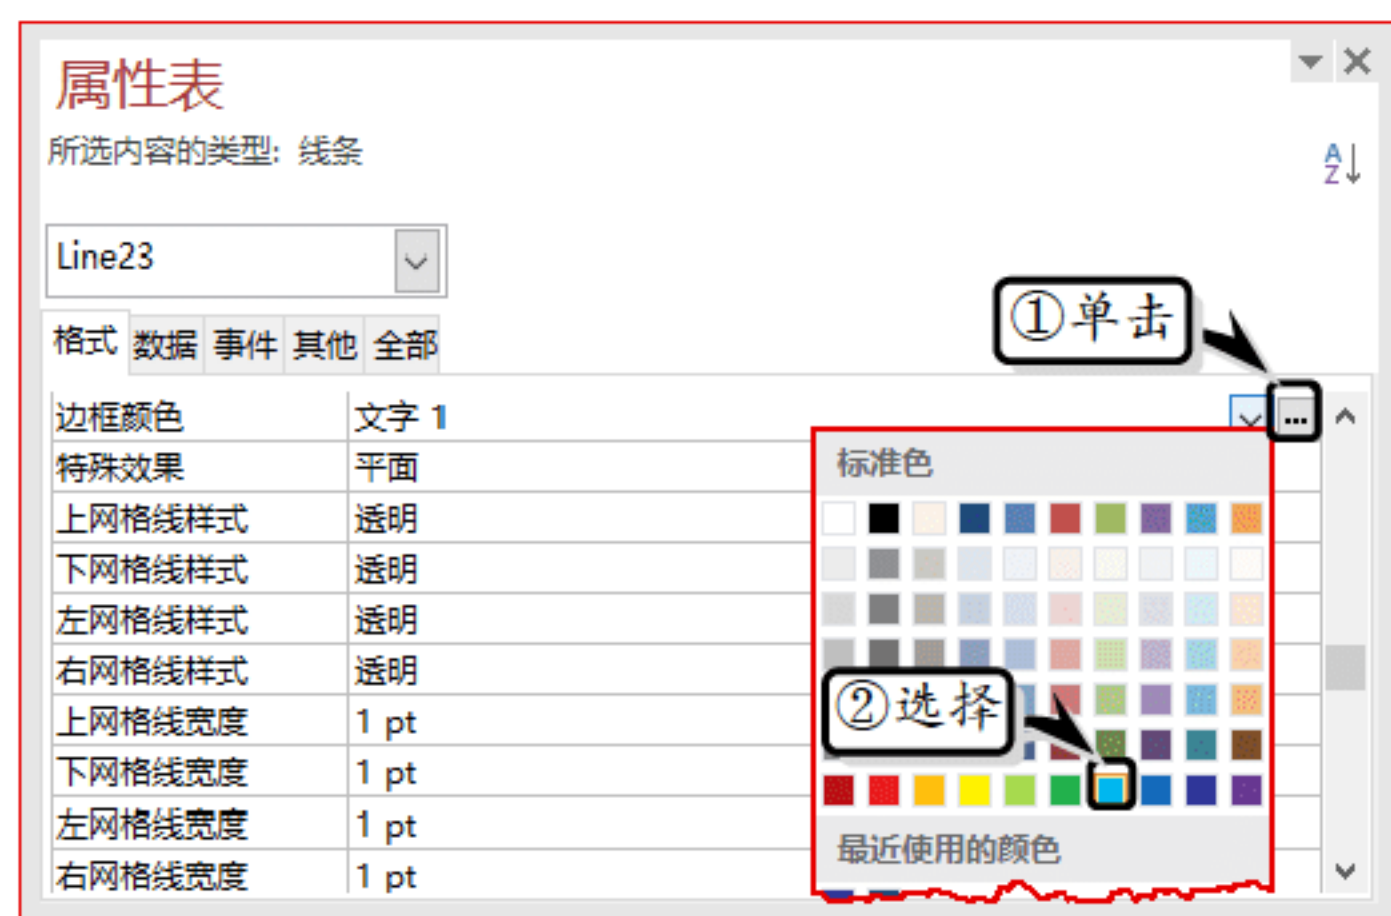 属性表
所选内容的类型: 线条
AZ↓
Line23
①单击
格式 数据 事件 其他 全部
边框颜色 文字 1 ...
特殊效果 平面
标准色
上网格线样式 透明
下网格线样式 透明
左网格线样式 透明
右网格线样式 透明
②选择
上网格线宽度 1 pt
下网格线宽度 1 pt
左网格线宽度 1 pt
最近使用的颜色
右网格线宽度 1 pt